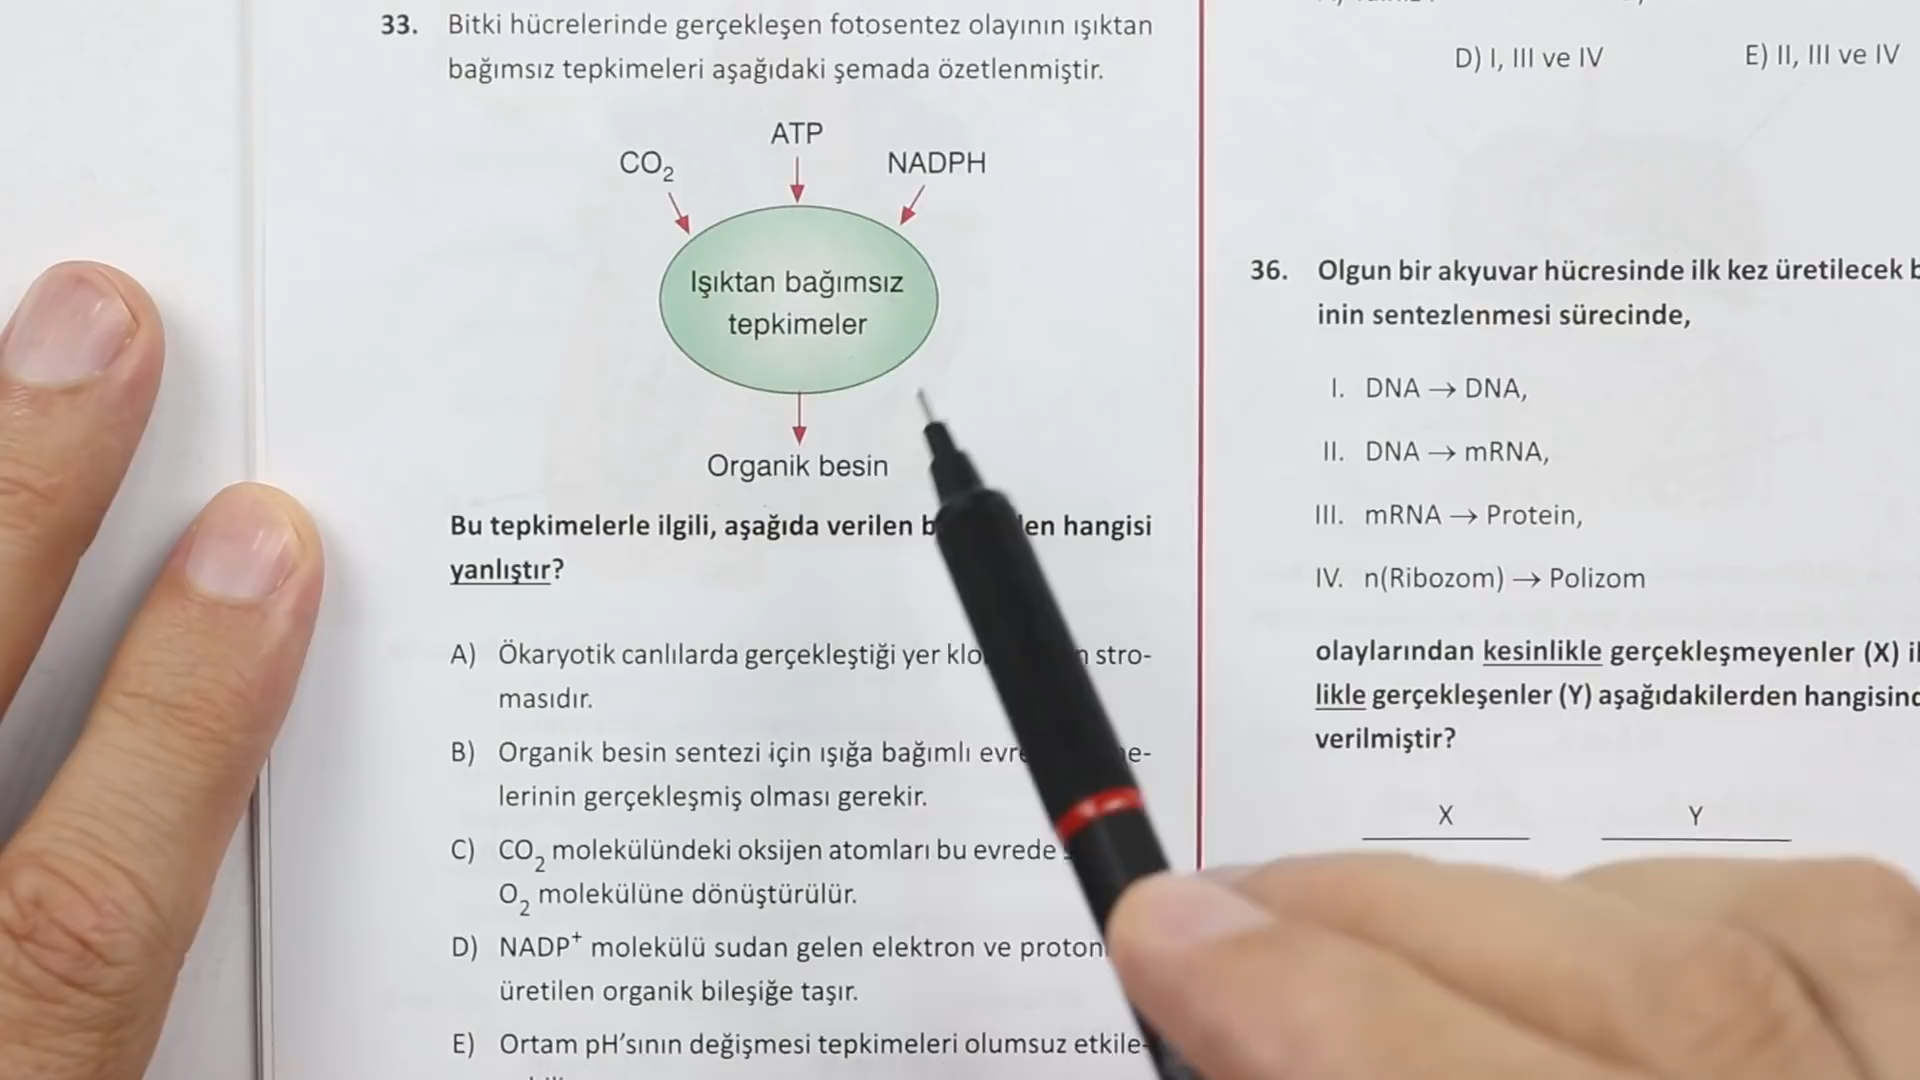 33. Bitki hücrelerinde gerçekleşen fotosentez olayının ışıktan
bağımsız tepkimeleri aşağıdaki şemada özetlenmiştir.
ATP
CO₂
NADPH
Işıktan bağımsız
tepkimeler
Organik besin
Bu tepkimelerle ilgili, aşağıda verilen hangisi
yanlıştır?
A) Ökaryotik canlılarda gerçekleştiği yer stro-
masıdır.
B) Organik besin sentezi için ışığa bağımlı
lerinin gerçekleşmiş olması gerekir.
C) CO₂ molekülündeki oksijen atomları bu evrede
O₂ molekülüne dönüştürülür.
D) NADP⁺ molekülü sudan gelen elektron ve proton
üretilen organik bileşiğe taşır.
E) Ortam pH’sının değişmesi tepkimeleri olumsuz etkile-
D) I, III ve IV E) II, III ve IV
36. Olgun bir akyuvar hücresinde ilk kez üretilecek
inin sentezlenmesi sürecinde,
I. DNA → DNA,
II. DNA → mRNA,
III. mRNA → Protein,
IV. n(Ribozom) → Polizom
olaylarından kesinlikle gerçekleşmeyenler (X)
likle gerçekleşenler (Y) aşağıdakilerden
verilmiştir?
X Y